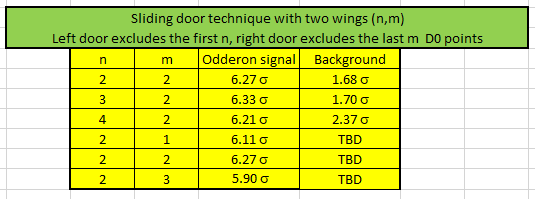 Sliding door technique with two wings (n,m)
Left door excludes the first n, right door excludes the last m D0 points
n m Odderon signal Background
2 2 6.27 σ 1.68 σ
3 2 6.33 σ 1.70 σ
4 2 6.21 σ 2.37 σ
2 1 6.11 σ TBD
2 2 6.27 σ TBD
2 3 5.90 σ TBD